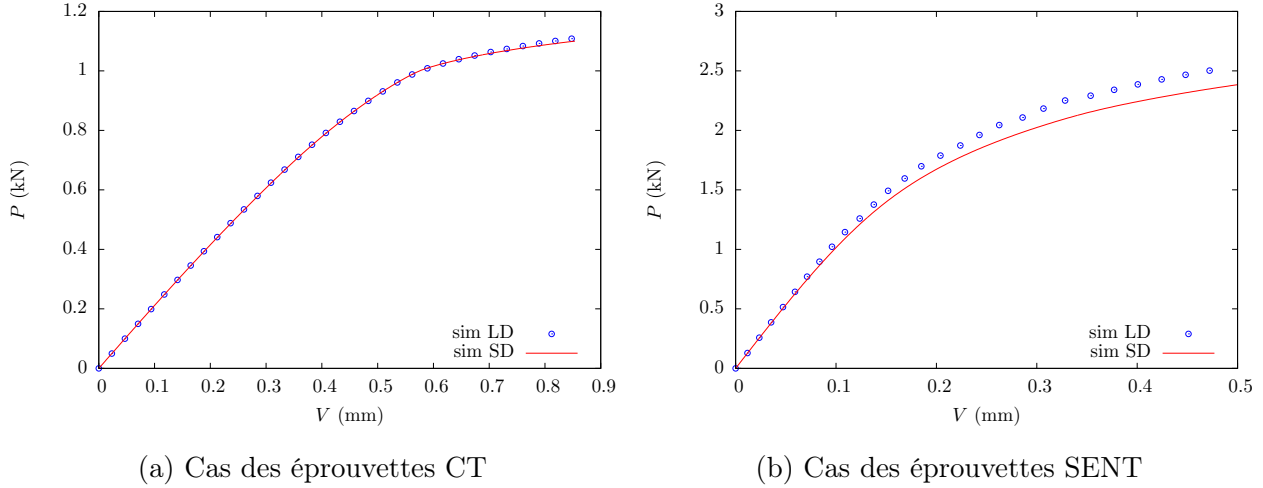 0
0.2
0.4
0.6
0.8
1
1.2
0 0.1 0.2 0.3 0.4 0.5 0.6 0.7 0.8 0.9
P (kN)
V (mm)
sim LD
sim SD
(a) Cas des éprouvettes CT
0
0.5
1
1.5
2
2.5
3
0 0.1 0.2 0.3 0.4 0.5
P (kN)
V (mm)
sim LD
sim SD
(b) Cas des éprouvettes SENT